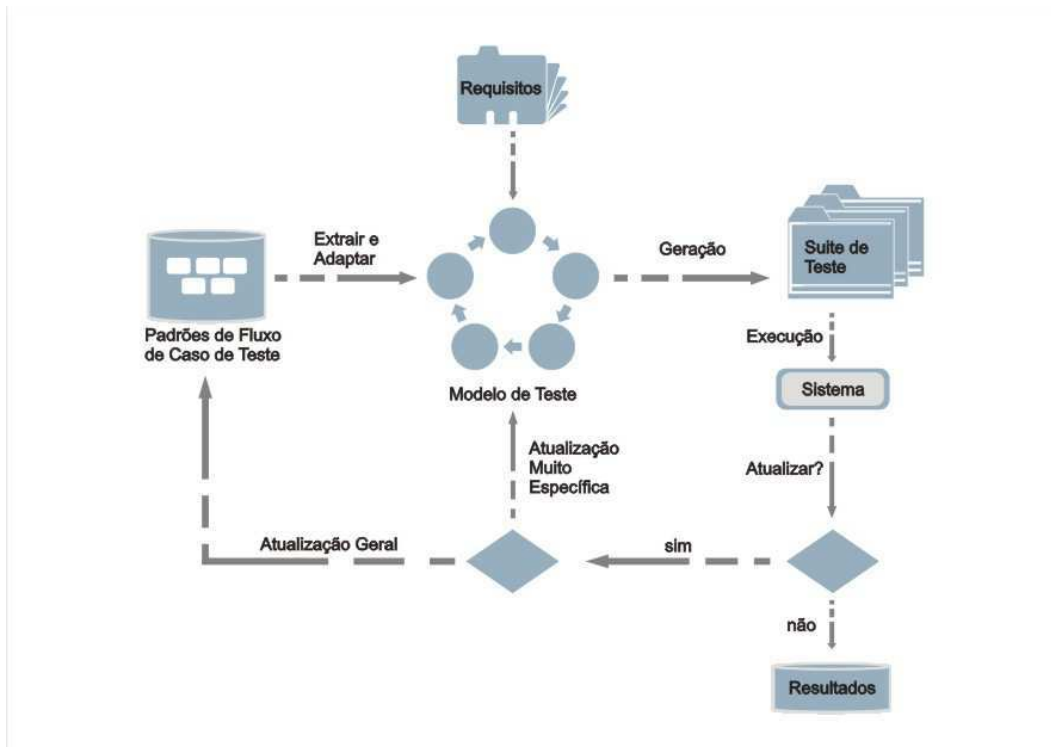 Requisitos
Extrair e
Adaptar
Geração
Suite de
Teste
Padrões de Fluxo
de Caso de Teste
Execução
Modelo de Teste
Sistema
Atualização
Muito
Específica
Atualizar?
Atualização Geral
sim
não
Resultados